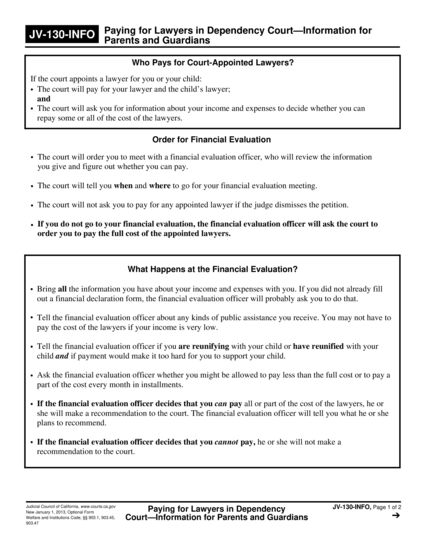 JV-130-INFO
Paying for Lawyers in Dependency Court—Information for
Parents and Guardians
Who Pays for Court-Appointed Lawyers?
If the court appoints a lawyer for you or your child:
• The court will pay for your lawyer and the child's lawyer;
and
• The court will ask you for information about your income and expenses to decide whether you can
repay some or all of the cost of the lawyers.
Order for Financial Evaluation
• The court will order you to meet with a financial evaluation officer, who will review the information
you give and figure out whether you can pay.
• The court will tell you when and where to go for your financial evaluation meeting.
• The court will not ask you to pay for any appointed lawyer if the judge dismisses the petition.
• If you do not go to your financial evaluation, the financial evaluation officer will ask the court to
order you to pay the full cost of the appointed lawyers.
What Happens at the Financial Evaluation?
• Bring all the information you have about your income and expenses with you. If you did not already fill
out a financial declaration form, the financial evaluation officer will probably ask you to do that.
• Tell the financial evaluation officer about any kinds of public assistance you receive. You may not have to
pay the cost of the lawyers if your income is very low.
• Tell the financial evaluation officer if you are reunifying with your child or have reunified with your
child and if payment would make it too hard for you to support your child.
• Ask the financial evaluation officer whether you might be allowed to pay less than the full cost or to pay a
part of the cost every month in installments.
• If the financial evaluation officer decides that you can pay all or part of the cost of the lawyers, he or
she will make a recommendation to the court. The financial evaluation officer will tell you what he or she
plans to recommend.
• If the financial evaluation officer decides that you cannot pay, he or she will not make a
recommendation to the court.
Judicial Council of California, www.courts.ca.gov
New January 1, 2013, Optional Form
Welfare and Institutions Code, §§ 903.1, 903.45,
903.47
Paying for Lawyers in Dependency
Court—Information for Parents and Guardians
JV-130-INFO, Page 1 of 2
➔